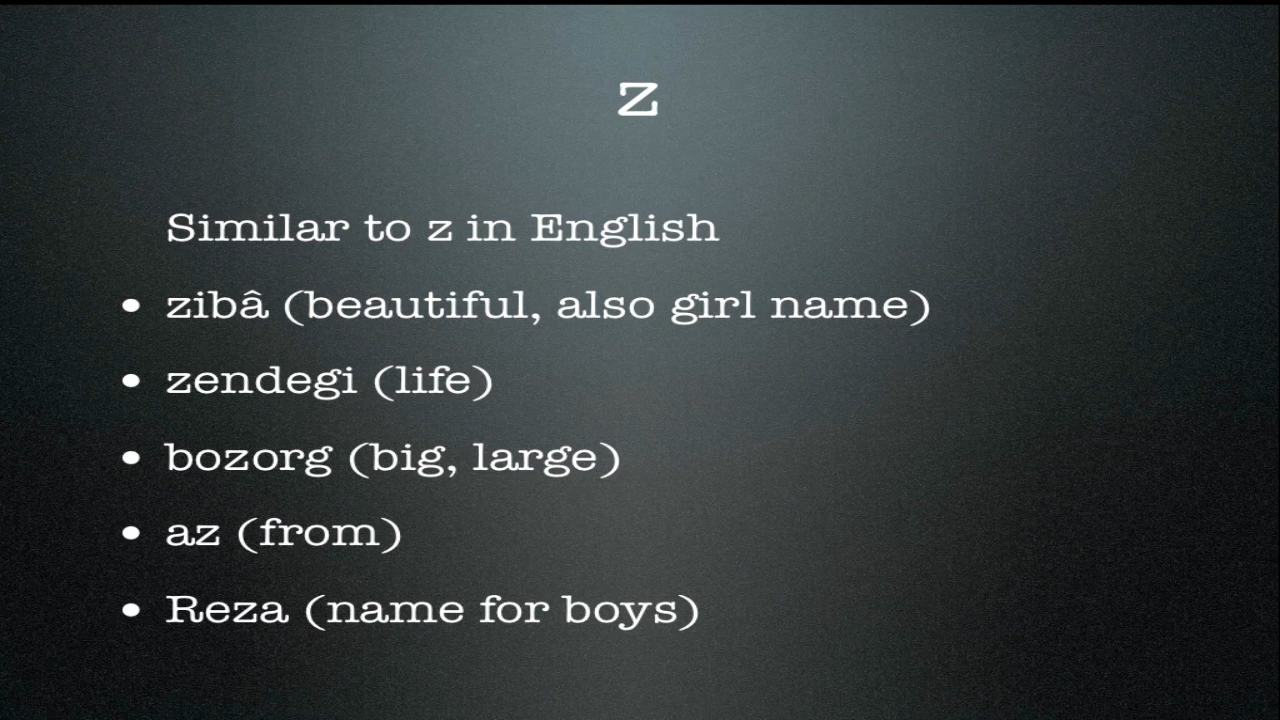 z
Similar to z in English
• zibâ (beautiful, also girl name)
• zendegi (life)
• bozorg (big, large)
• az (from)
• Reza (name for boys)